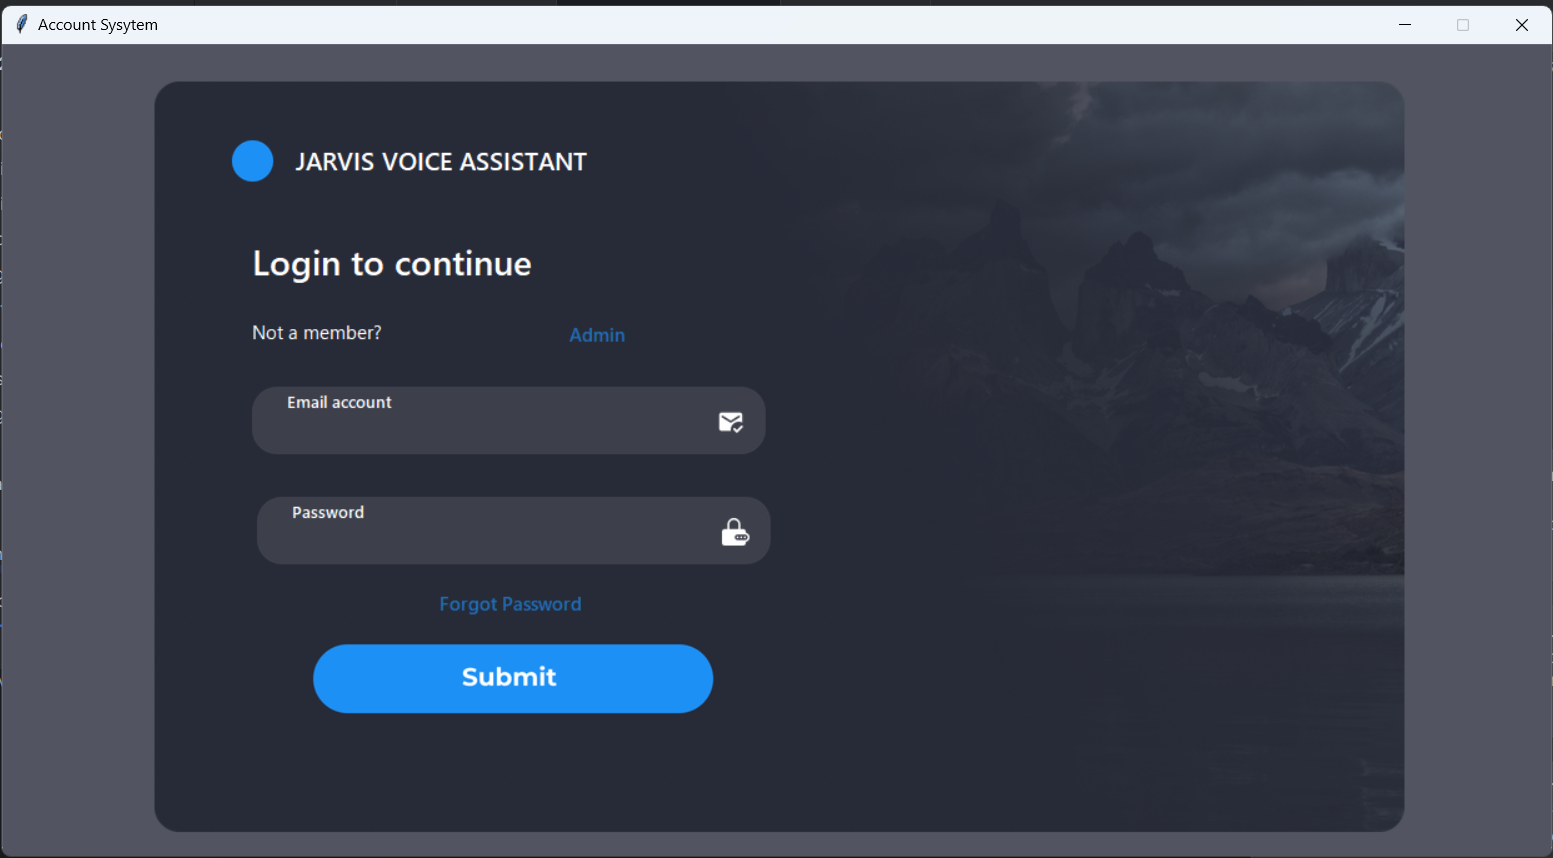 Account Sysytem
JARVIS VOICE ASSISTANT
Login to continue
Not a member?
Admin
Email account
Password
Forgot Password
Submit